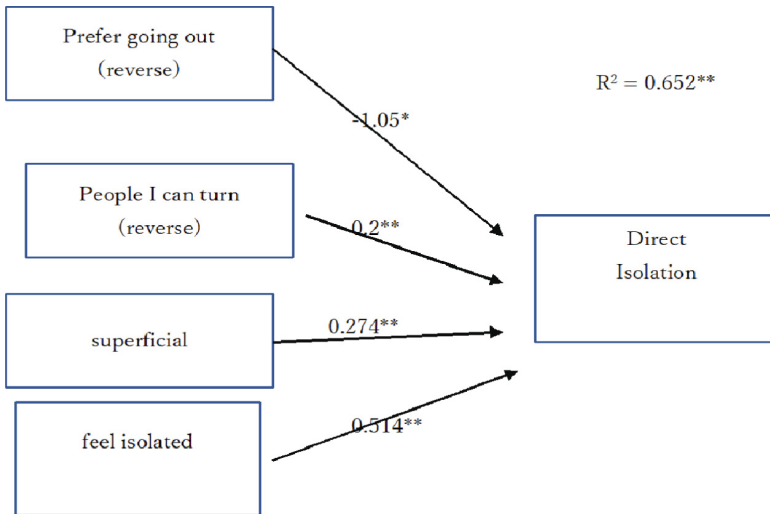 Prefer going out
(reverse)
R² = 0.652**
-1.05*
People I can turn
(reverse)
0.2**
Direct
Isolation
superficial
0.274**
feel isolated
0.514**